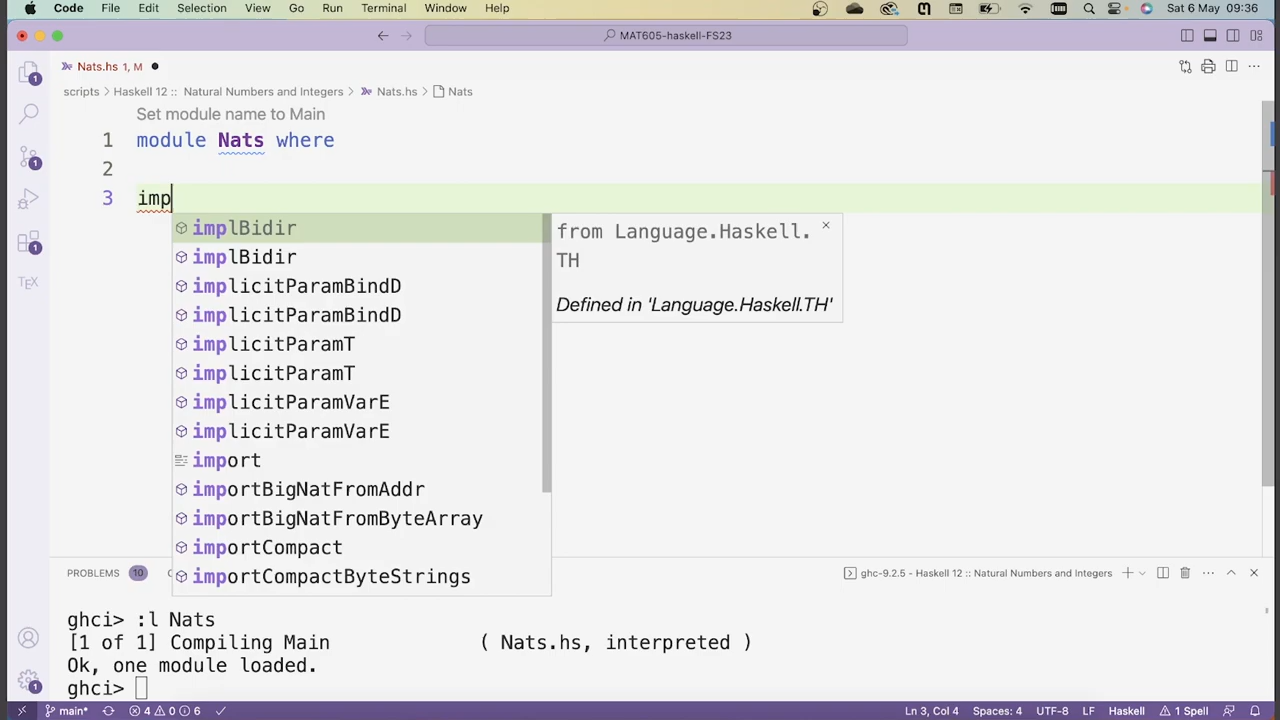 Code File Edit Selection View Go Run Terminal Window Help Sat 6 May 09:36
MAT605-haskell-FS23
Nats.hs 1, M
scripts > Haskell 12 :: Natural Numbers and Integers > Nats.hs > Nats
Set module name to Main
1 module Nats where
2
3 imp
implBidir
implBidir
implicitParamBindD
implicitParamBindD
implicitParamT
implicitParamT
implicitParamVarE
implicitParamVarE
import
importBigNatFromAddr
importBigNatFromByteArray
importCompact
importCompactByteStrings
from Language.Haskell.
TH
Defined in 'Language.Haskell.TH'
1
1
1
TEX
1
PROBLEMS 10
ghc-9.2.5 - Haskell 12 :: Natural Numbers and Integers
ghci> :l Nats
[1 of 1] Compiling Main ( Nats.hs, interpreted )
Ok, one module loaded.
ghci>
main* 4 0 6 Ln 3, Col 4 Spaces: 4 UTF-8 LF Haskell 1 Spell